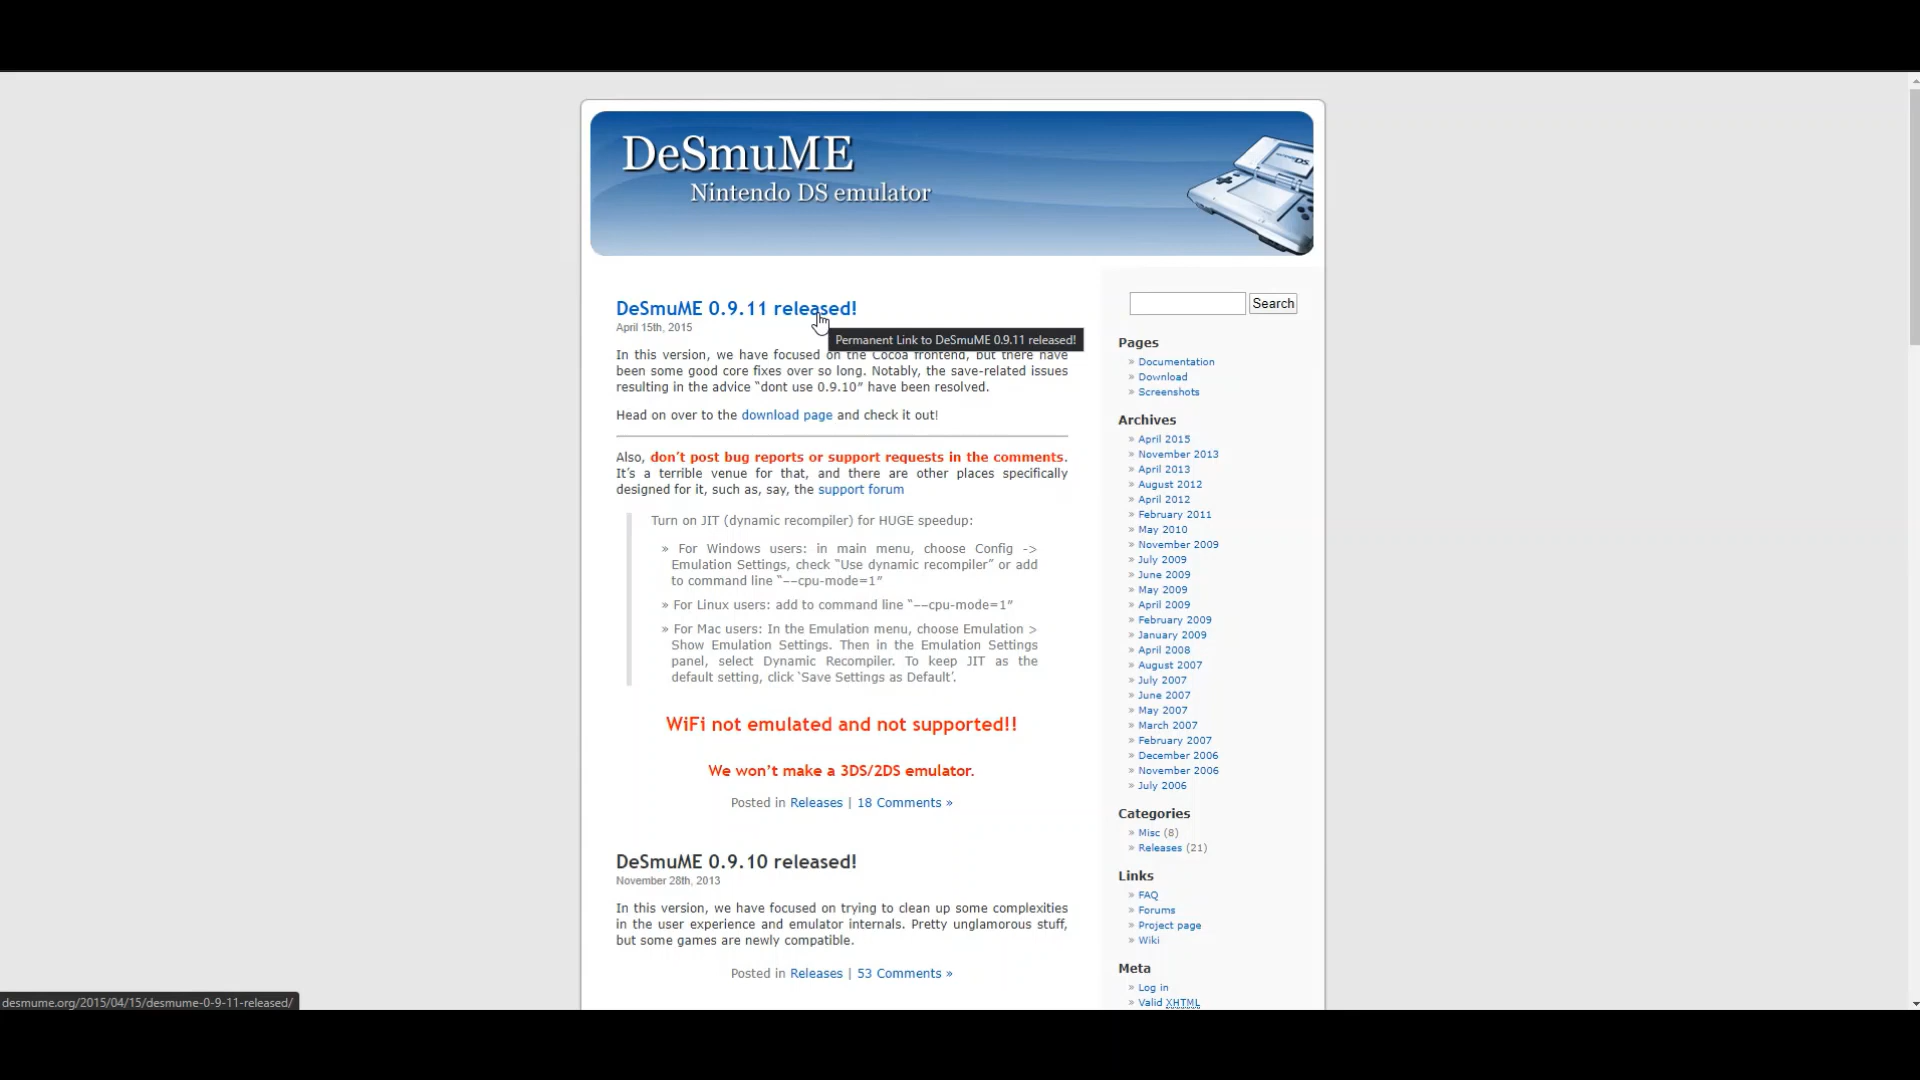 DeSmuME
Nintendo DS emulator
DeSmuME 0.9.11 released!
April 15th, 2015
Permanent Link to DeSmuME 0.9.11 released!
In this version, we have focused on the Cocoa frontend, but there have
been some good core fixes over so long. Notably, the save-related issues
resulting in the advice “dont use 0.9.10” have been resolved.
Head on over to the download page and check it out!
Also, don’t post bug reports or support requests in the comments.
It’s a terrible venue for that, and there are other places specifically
designed for it, such as, say, the support forum
Turn on JIT (dynamic recompiler) for HUGE speedup:
» For Windows users: in main menu, choose Config ->
Emulation Settings, check “Use dynamic recompiler” or add
to command line “--cpu-mode=1”
» For Linux users: add to command line “--cpu-mode=1”
» For Mac users: In the Emulation menu, choose Emulation >
Show Emulation Settings. Then in the Emulation Settings
panel, select Dynamic Recompiler. To keep JIT as the
default setting, click ‘Save Settings as Default’.
WiFi not emulated and not supported!!
We won’t make a 3DS/2DS emulator.
Posted in Releases | 18 Comments »
DeSmuME 0.9.10 released!
November 28th, 2013
In this version, we have focused on trying to clean up some complexities
in the user experience and emulator internals. Pretty unglamorous stuff,
but some games are newly compatible.
Posted in Releases | 53 Comments »
Search
Pages
» Documentation
» Download
» Screenshots
Archives
» April 2015
» November 2013
» April 2013
» August 2012
» April 2012
» February 2011
» May 2010
» November 2009
» July 2009
» June 2009
» May 2009
» April 2009
» February 2009
» January 2009
» April 2008
» August 2007
» July 2007
» June 2007
» May 2007
» March 2007
» February 2007
» December 2006
» November 2006
» July 2006
Categories
» Misc (8)
» Releases (21)
Links
» FAQ
» Forums
» Project page
» Wiki
Meta
» Log in
» Valid XHTML
desmume.org/2015/04/15/desmume-0-9-11-released/